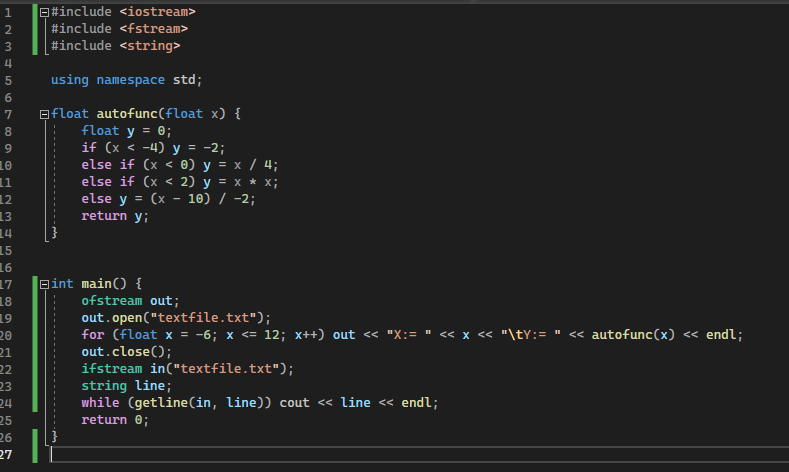 1 #include <iostream>
2 #include <fstream>
3 #include <string>
4
5 using namespace std;
6
7 float autofunc(float x) {
8     float y = 0;
9     if (x < -4) y = -2;
10     else if (x < 0) y = x / 4;
11     else if (x < 2) y = x * x;
12     else y = (x - 10) / -2;
13     return y;
14 }
15
16
17 int main() {
18     ofstream out;
19     out.open("textfile.txt");
20     for (float x = -6; x <= 12; x++) out << "X:= " << x << "\tY:= " << autofunc(x) << endl;
21     out.close();
22     ifstream in("textfile.txt");
23     string line;
24     while (getline(in, line)) cout << line << endl;
25     return 0;
26 }
27